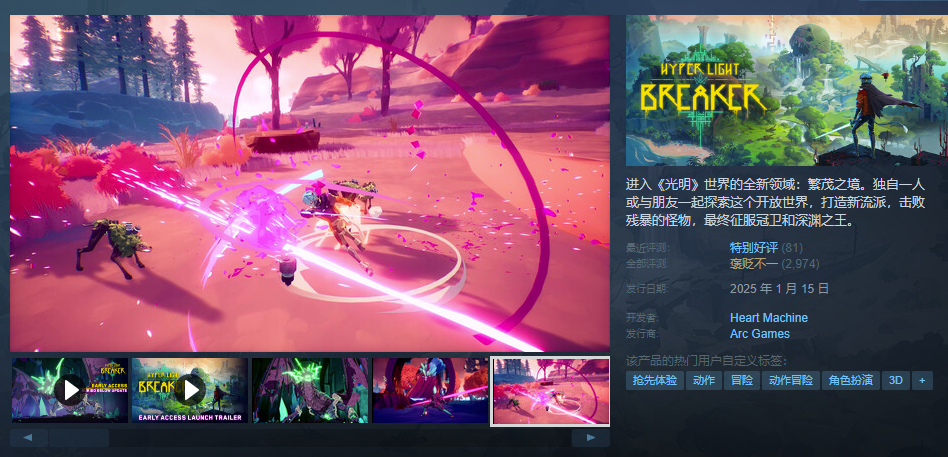 HYPER LIGHT
BREAKER
进入《光明》世界的全新领域：繁茂之境。独自一人
或与朋友一起探索这个开放世界，打造新流派，击败
残暴的怪物，最终征服冠卫和深渊之王。
最近评测: 特别好评 (81)
全部评测: 褒贬不一 (2,974)
发行日期: 2025 年 1 月 15 日
开发者: Heart Machine
发行商: Arc Games
该产品的热门用户自定义标签：
抢先体验 动作 冒险 动作冒险 角色扮演 3D +
BREAKER
EARLY ACCESS
HYPER LIGHT
BREAK
EARLY ACCESS LAUNCH TRAILER